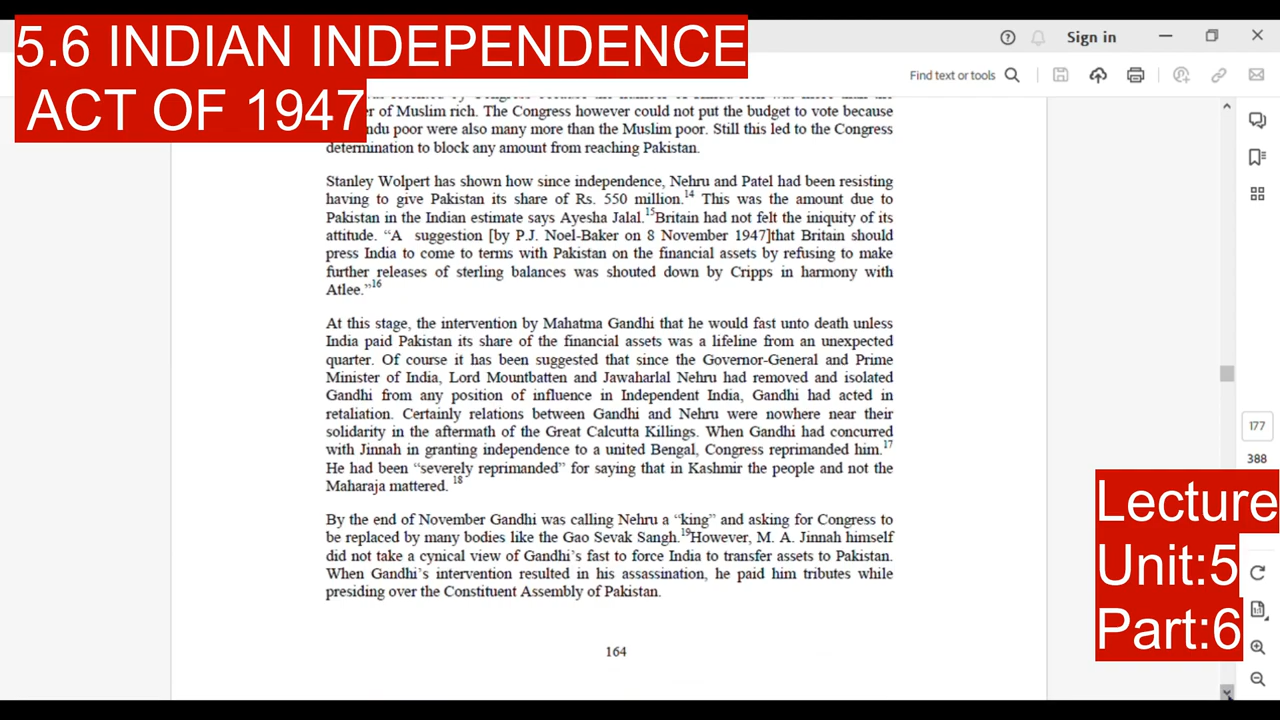 5.6 INDIAN INDEPENDENCE
ACT OF 1947
Sign in
Find text or tools
of Muslim rich. The Congress however could not put the budget to vote because
ndu poor were also many more than the Muslim poor. Still this led to the Congress
determination to block any amount from reaching Pakistan.
Stanley Wolpert has shown how since independence, Nehru and Patel had been resisting
having to give Pakistan its share of Rs. 550 million.14 This was the amount due to
Pakistan in the Indian estimate says Ayesha Jalal.15Britain had not felt the iniquity of its
attitude. “A suggestion [by P.J. Noel-Baker on 8 November 1947]that Britain should
press India to come to terms with Pakistan on the financial assets by refusing to make
further releases of sterling balances was shouted down by Cripps in harmony with
Atlee.”16
At this stage, the intervention by Mahatma Gandhi that he would fast unto death unless
India paid Pakistan its share of the financial assets was a lifeline from an unexpected
quarter. Of course it has been suggested that since the Governor-General and Prime
Minister of India, Lord Mountbatten and Jawaharlal Nehru had removed and isolated
Gandhi from any position of influence in Independent India, Gandhi had acted in
retaliation. Certainly relations between Gandhi and Nehru were nowhere near their
solidarity in the aftermath of the Great Calcutta Killings. When Gandhi had concurred
with Jinnah in granting independence to a united Bengal, Congress reprimanded him.17
He had been “severely reprimanded” for saying that in Kashmir the people and not the
Maharaja mattered. 18
By the end of November Gandhi was calling Nehru a “king” and asking for Congress to
be replaced by many bodies like the Gao Sevak Sangh.19However, M. A. Jinnah himself
did not take a cynical view of Gandhi’s fast to force India to transfer assets to Pakistan.
When Gandhi’s intervention resulted in his assassination, he paid him tributes while
presiding over the Constituent Assembly of Pakistan.
164
177
388
Lecture
Unit:5
Part:6